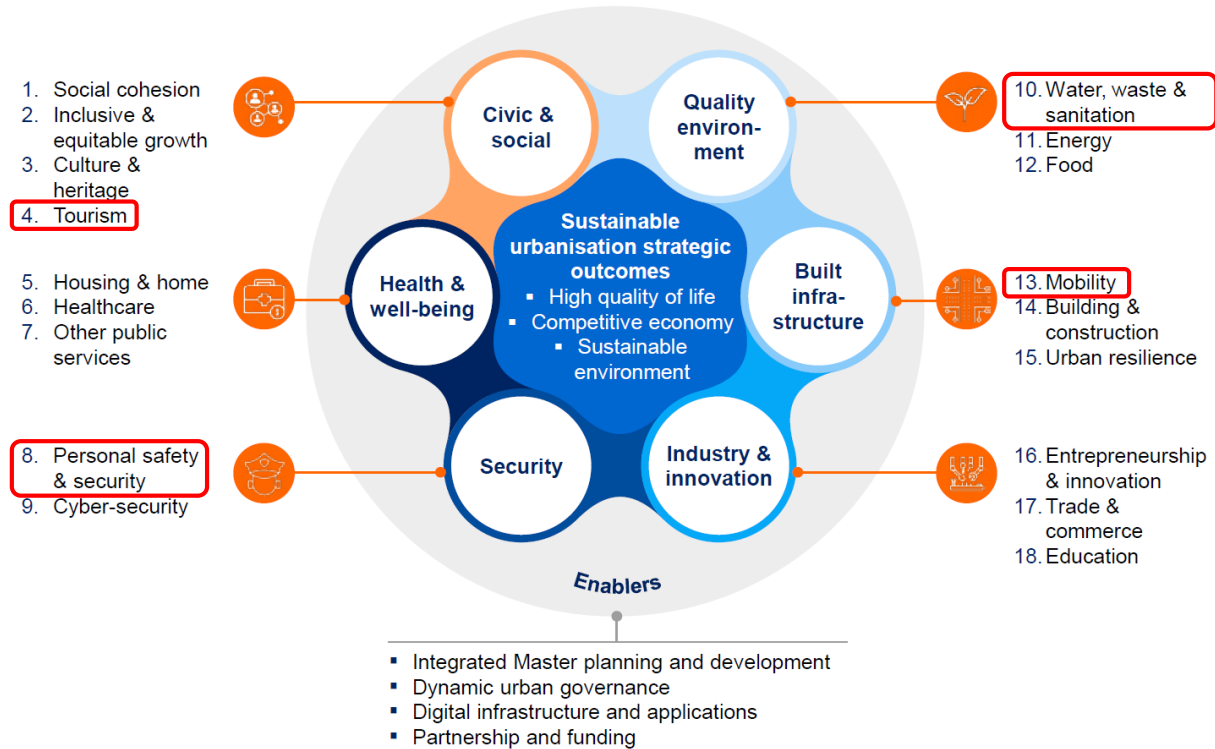 1. Social cohesion
2. Inclusive &
equitable growth
3. Culture &
heritage
4. Tourism
5. Housing & home
6. Healthcare
7. Other public
services
8. Personal safety
& security
9. Cyber-security
Civic &
social
Quality
environ-
ment
Health &
well-being
Sustainable
urbanisation strategic
outcomes
▪ High quality of life
▪ Competitive economy
▪ Sustainable
environment
Built
infra-
structure
Security
Industry &
innovation
Enablers
10. Water, waste &
sanitation
11. Energy
12. Food
13. Mobility
14. Building &
construction
15. Urban resilience
16. Entrepreneurship
& innovation
17. Trade &
commerce
18. Education
▪ Integrated Master planning and development
▪ Dynamic urban governance
▪ Digital infrastructure and applications
▪ Partnership and funding